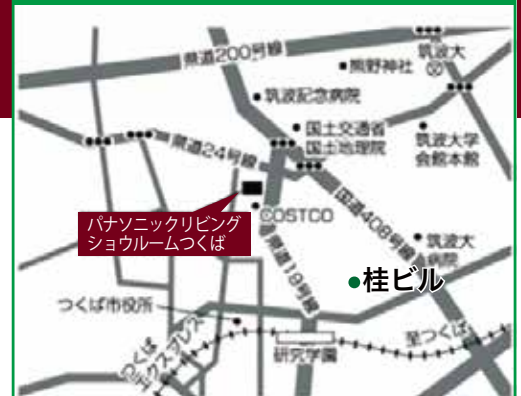 県道200号線
筑波大
文
熊野神社
筑波記念病院
国土交通省
国土地理院
筑波大学
会館本館
県道24号線
パナソニックリビング
ショウルームつくば
COSTCO
国道408号線
県道19号線
筑波大
病院
桂ビル
つくば市役所
つくば
エクスプレス
研究学園
至つくば